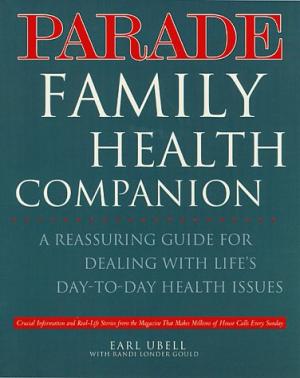 PARADE
FAMILY
HEALTH
COMPANION
A REASSURING GUIDE FOR
DEALING WITH LIFE'S
DAY-TO-DAY HEALTH ISSUES
Crucial Information and Real-Life Stories from the Magazine That Makes Millions of House Calls Every Sunday
EARL UBELL
WITH RANDI LONDER GOULD